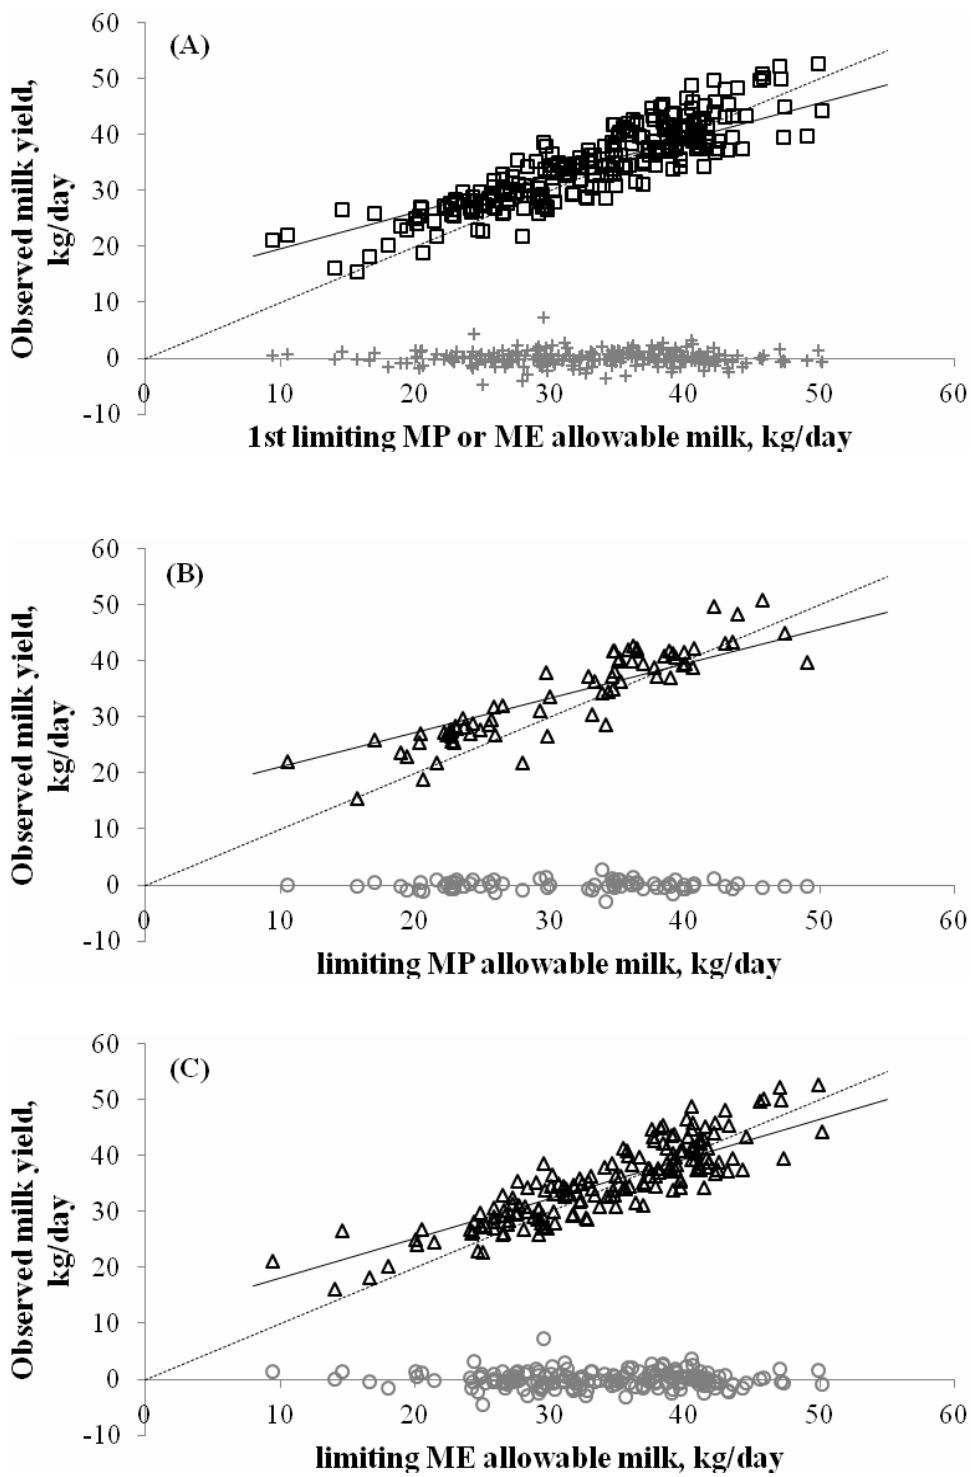 (A)
Observed milk yield,
kg/day
60
50
40
30
20
10
0
-10
0 10 20 30 40 50 60
1st limiting MP or ME allowable milk, kg/day
(B)
Observed milk yield,
kg/day
60
50
40
30
20
10
0
-10
0 10 20 30 40 50 60
limiting MP allowable milk, kg/day
(C)
Observed milk yield,
kg/day
60
50
40
30
20
10
0
-10
0 10 20 30 40 50 60
limiting ME allowable milk, kg/day